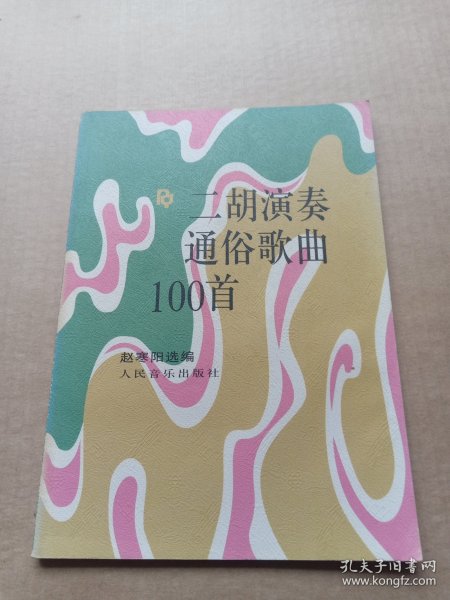 二胡演奏
通俗歌曲
100首
赵寒阳选编
人民音乐出版社
孔夫子旧书网
www.kongfz.com